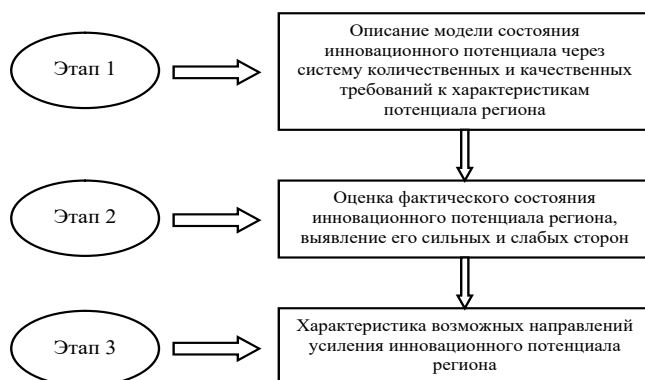 Этап 1
Описание модели состояния
инновационного потенциала через
систему количественных и качественных
требований к характеристикам
потенциала региона
Этап 2
Оценка фактического состояния
инновационного потенциала региона,
выявление его сильных и слабых сторон
Этап 3
Характеристика возможных направлений
усиления инновационного потенциала
региона